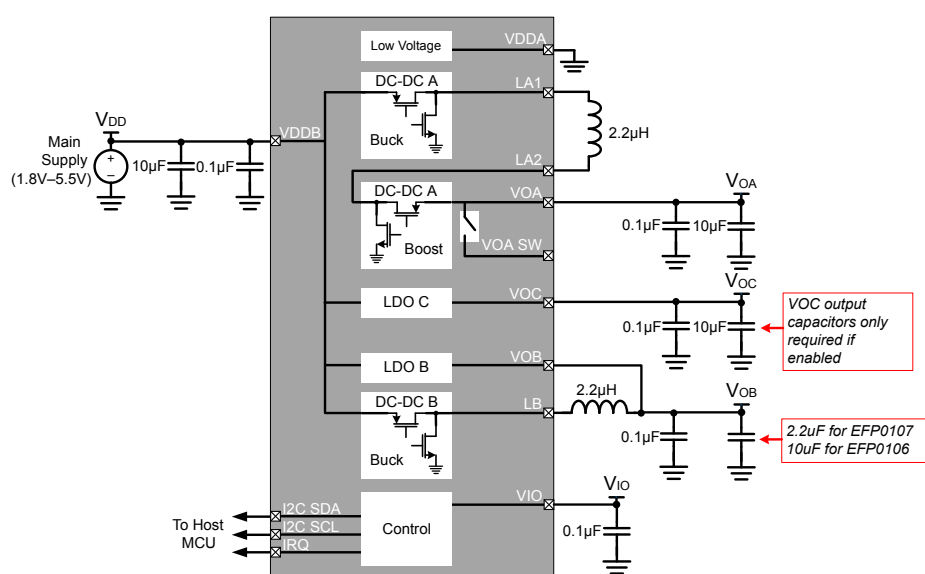 Low Voltage
VDDA
DC-DC A
LA1
Buck
VDD
Main
Supply
(1.8V–5.5V)
+
–
10µF
0.1µF
VDDB
2.2µH
LA2
DC-DC A
VOA
Boost
VOA SW
VOA
0.1µF
10µF
LDO C
VOC
VOC
0.1µF
10µF
VOC output
capacitors only
required if
enabled
LDO B
VOB
DC-DC B
LB
Buck
2.2µH
VOB
0.1µF
2.2uF for EFP0107
10uF for EFP0106
VIO
VIO
0.1µF
I2C SDA
I2C SCL
IRQ
Control
To Host
MCU